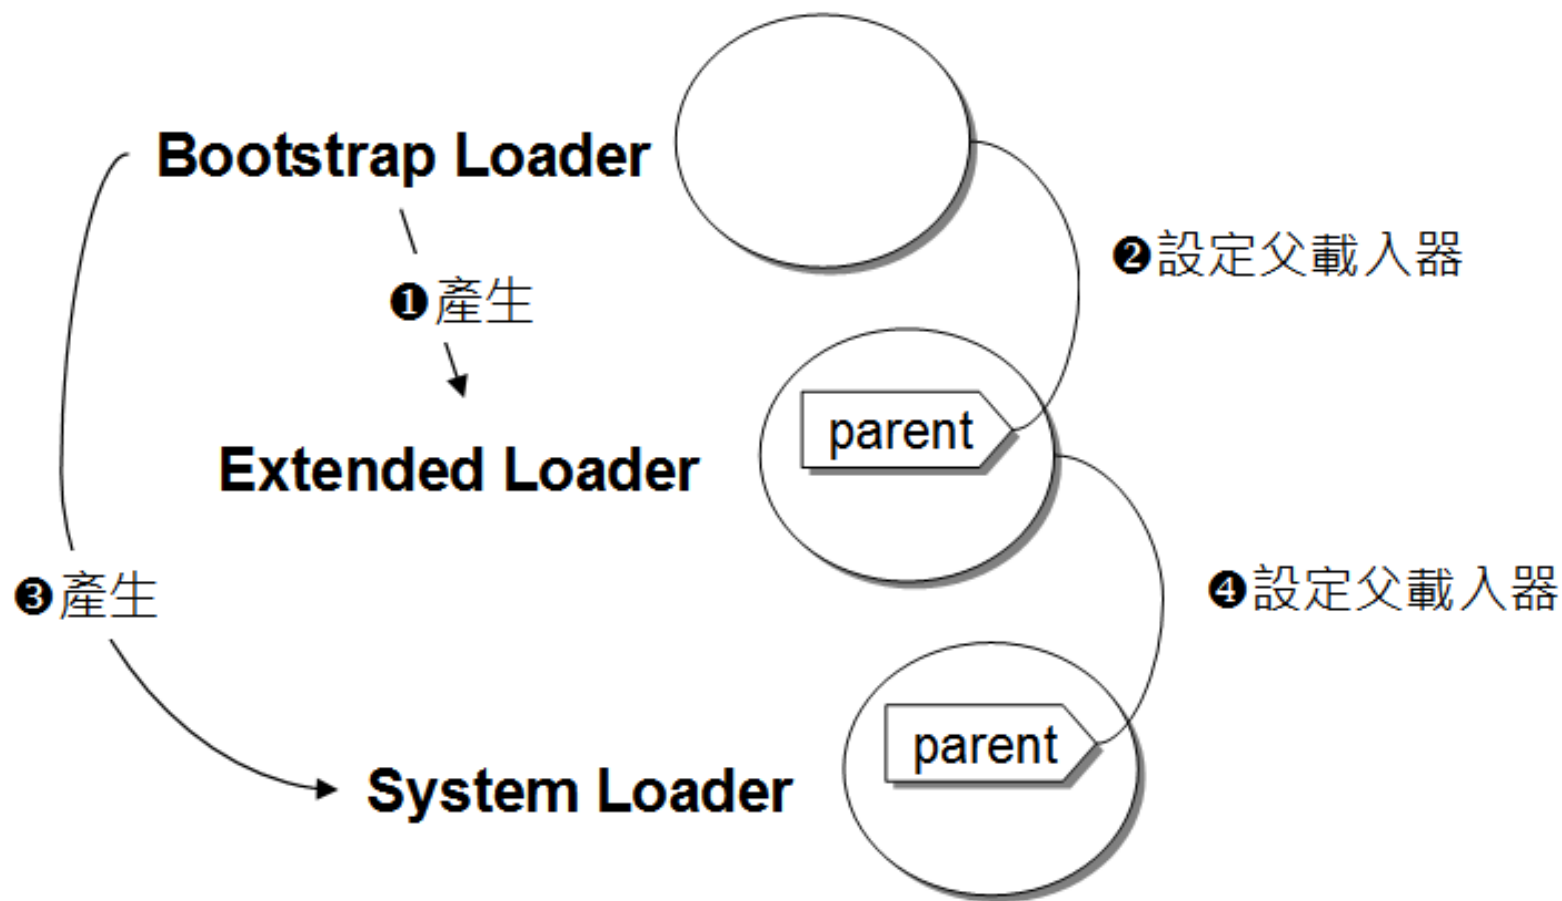 Bootstrap Loader
❷設定父載入器
❶產生
parent
Extended Loader
❸產生
❹設定父載入器
parent
System Loader